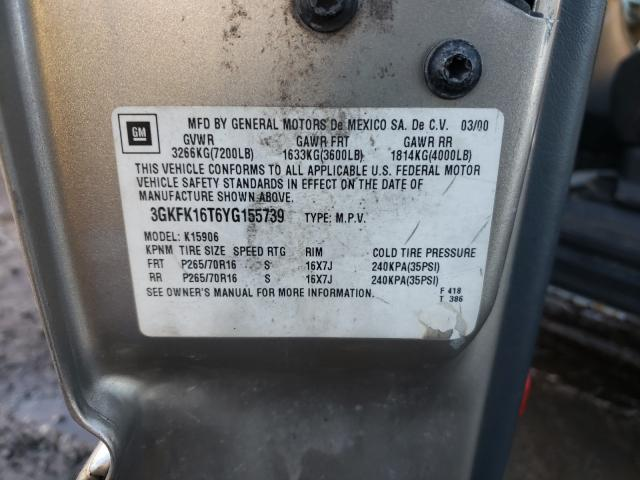 GM
MFD BY GENERAL MOTORS De MEXICO SA. De C.V. 03/00
GVWR GAWR FRT GAWR RR
3266KG(7200LB) 1633KG(3600LB) 1814KG(4000LB)
THIS VEHICLE CONFORMS TO ALL APPLICABLE U.S. FEDERAL MOTOR
VEHICLE SAFETY STANDARDS IN EFFECT ON THE DATE OF
MANUFACTURE SHOWN ABOVE.
3GKFK16T6YG155739 TYPE: M.P.V.
MODEL: K15906
KPNM TIRE SIZE SPEED RTG RIM COLD TIRE PRESSURE
FRT P265/70R16 S 16X7J 240KPA(35PSI)
RR P265/70R16 S 16X7J 240KPA(35PSI)
SEE OWNER'S MANUAL FOR MORE INFORMATION.
F 418
T 386